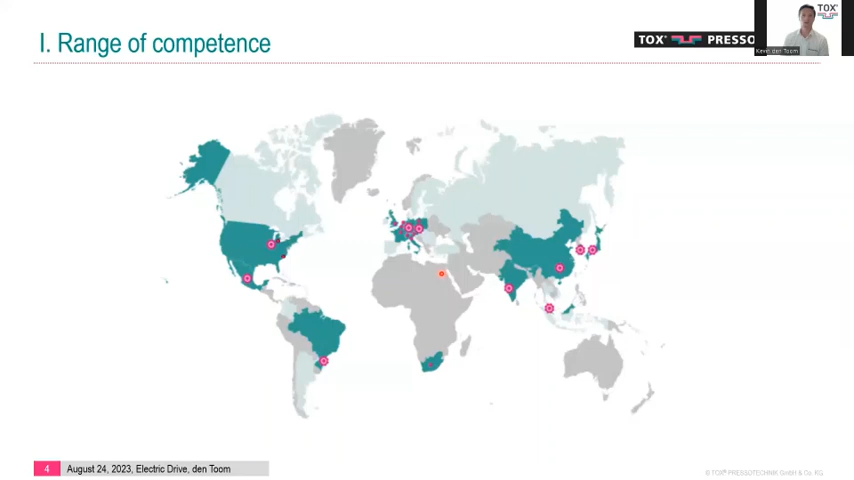 I. Range of competence
TOX® PRESSO
TOX®
Kevin den Toom
4 August 24, 2023, Electric Drive, den Toom
© TOX® PRESSOTECHNIK GmbH & Co. KG